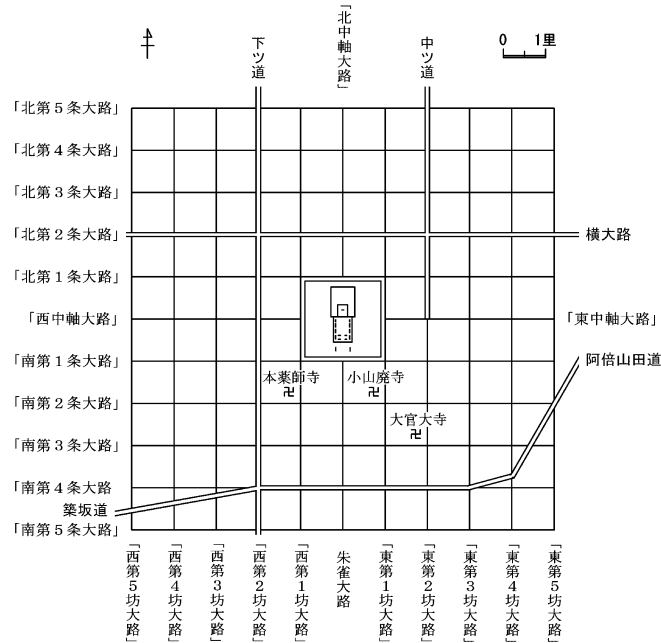 下ツ道
「北中軸大路」
中ツ道
0 1里
「北第5条大路」
「北第4条大路」
「北第3条大路」
「北第2条大路」
横大路
「北第1条大路」
「西中軸大路」
「東中軸大路」
「南第1条大路」
阿倍山田道
本薬師寺
小山廃寺
卍
卍
「南第2条大路」
大官大寺
卍
「南第3条大路」
「南第4条大路
築坂道
「南第5条大路」
「西第5坊大路」
「西第4坊大路」
「西第3坊大路」
「西第2坊大路」
「西第1坊大路」
朱雀大路
「東第1坊大路」
「東第2坊大路」
「東第3坊大路」
「東第4坊大路」
「東第5坊大路」